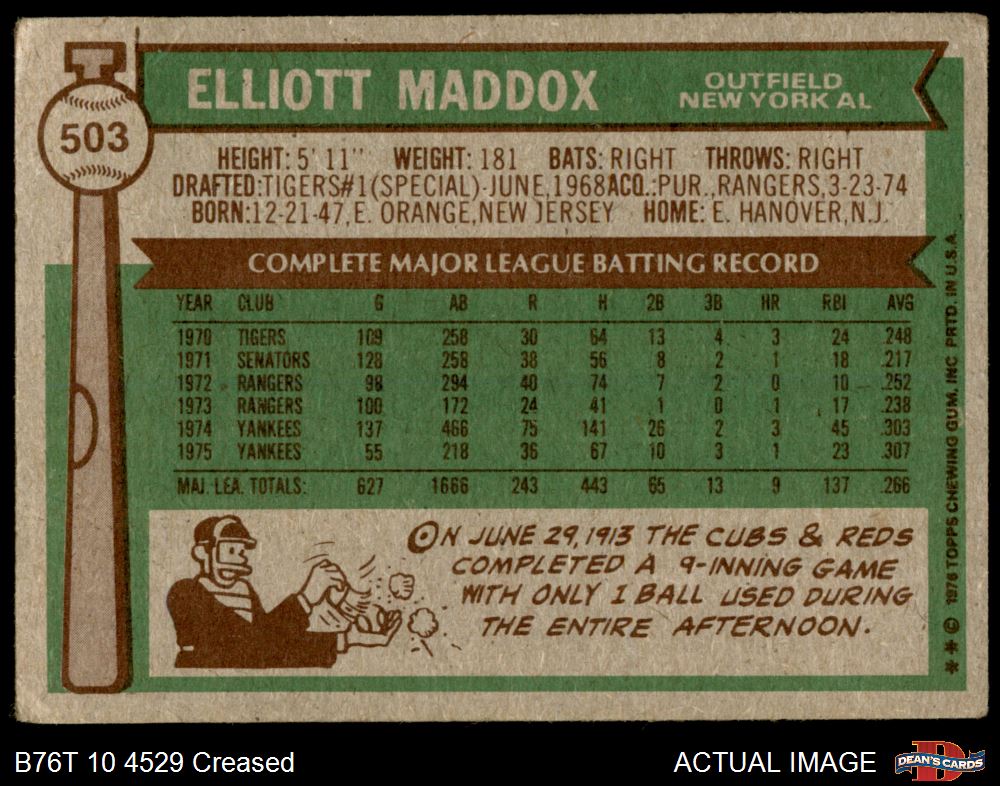 503
ELLIOTT MADDOX
OUTFIELD
NEW YORK AL
HEIGHT: 5' 11" WEIGHT: 181 BATS: RIGHT THROWS: RIGHT
DRAFTED:TIGERS#1(SPECIAL)-JUNE,1968 ACQ.:PUR.,RANGERS,3-23-74
BORN:12-21-47,E. ORANGE,NEW JERSEY HOME: E. HANOVER,N.J.
COMPLETE MAJOR LEAGUE BATTING RECORD
YEAR CLUB G AB R H 2B 3B HR RBI AVG
1970 TIGERS 109 258 30 64 13 4 3 24 .248
1971 SENATORS 128 258 38 56 8 2 1 18 .217
1972 RANGERS 98 294 40 74 7 2 0 10 .252
1973 RANGERS 100 172 24 41 1 0 1 17 .238
1974 YANKEES 137 466 75 141 26 2 3 45 .303
1975 YANKEES 55 218 36 67 10 3 1 23 .307
MAJ. LEA. TOTALS: 627 1666 243 443 65 13 9 137 .266
ON JUNE 29, 1913 THE CUBS & REDS
COMPLETED A 9-INNING GAME
WITH ONLY 1 BALL USED DURING
THE ENTIRE AFTERNOON.
** © 1976 TOPPS CHEWING GUM, INC PRTD. IN U.S.A.
B76T 10 4529 Creased
ACTUAL IMAGE
D
DEAN'S CARDS